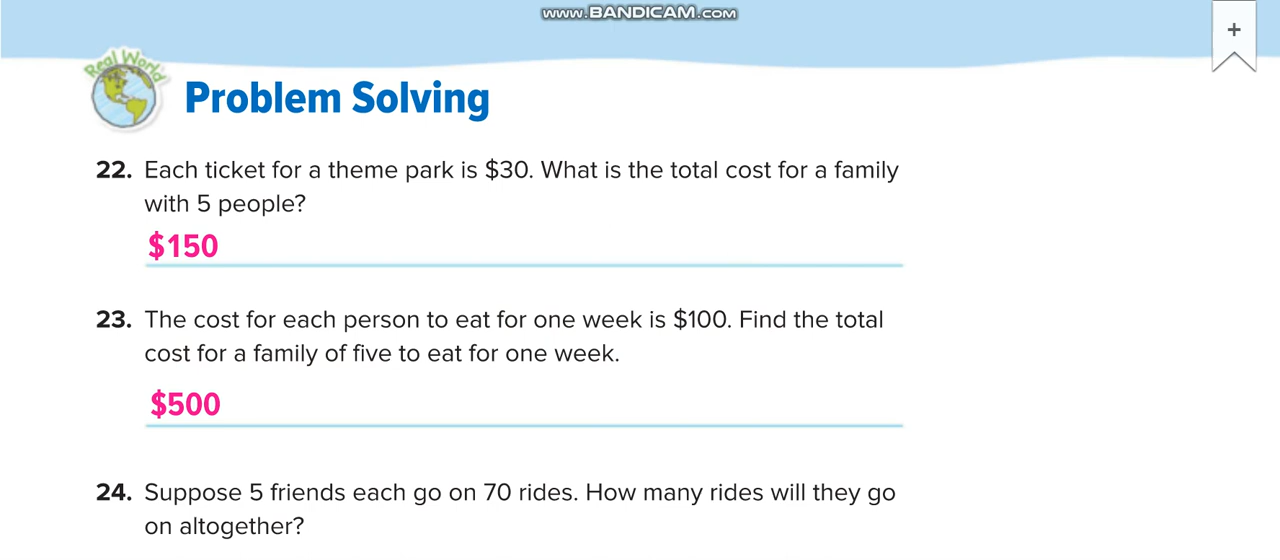 www.BANDICAM.COM
+
Real World
Problem Solving
22. Each ticket for a theme park is $30. What is the total cost for a family
with 5 people?
$150
23. The cost for each person to eat for one week is $100. Find the total
cost for a family of five to eat for one week.
$500
24. Suppose 5 friends each go on 70 rides. How many rides will they go
on altogether?